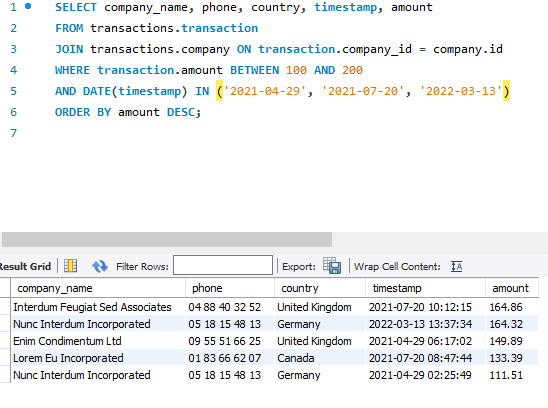 1 SELECT company_name, phone, country, timestamp, amount
2 FROM transactions.transaction
3 JOIN transactions.company ON transaction.company_id = company.id
4 WHERE transaction.amount BETWEEN 100 AND 200
5 AND DATE(timestamp) IN ('2021-04-29', '2021-07-20', '2022-03-13')
6 ORDER BY amount DESC;
7
Result Grid Filter Rows: Export: Wrap Cell Content:
company_name phone country timestamp amount
Interdum Feugiat Sed Associates 04 88 40 32 52 United Kingdom 2021-07-20 10:12:15 164.86
Nunc Interdum Incorporated 05 18 15 48 13 Germany 2022-03-13 13:37:34 164.32
Enim Condimentum Ltd 09 55 51 66 25 United Kingdom 2021-04-29 06:17:02 149.89
Lorem Eu Incorporated 01 83 66 62 07 Canada 2021-07-20 08:47:44 133.39
Nunc Interdum Incorporated 05 18 15 48 13 Germany 2021-04-29 02:25:49 111.51